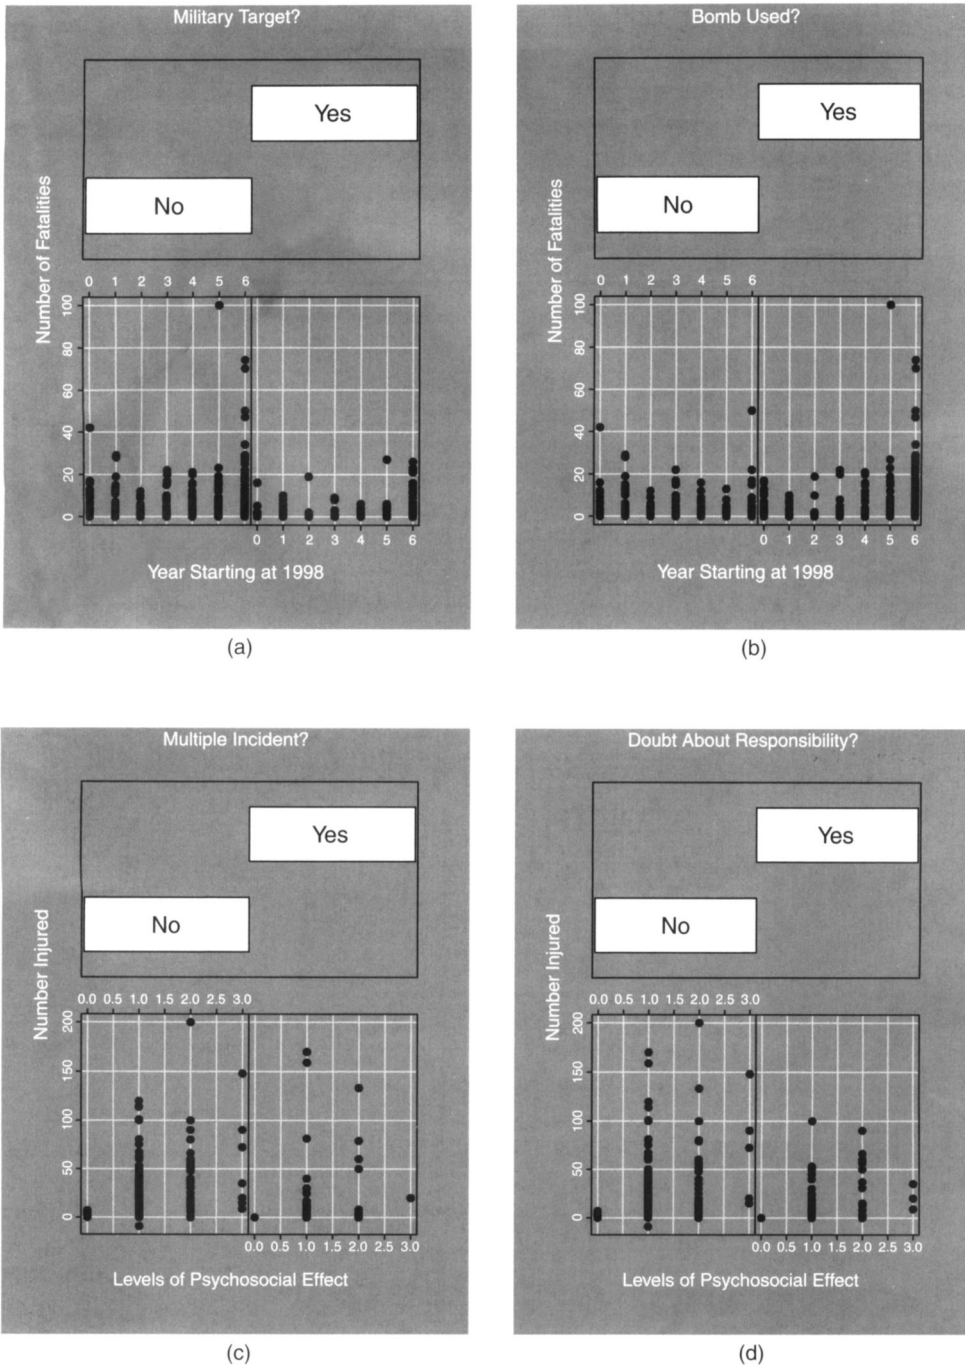 Military Target?
Yes
No
Number of Fatalities
0 1 2 3 4 5 6
100
80
60
40
20
0
0 1 2 3 4 5 6
Year Starting at 1998
(a)
Bomb Used?
Yes
No
Number of Fatalities
0 1 2 3 4 5 6
100
80
60
40
20
0
0 1 2 3 4 5 6
Year Starting at 1998
(b)
Multiple Incident?
Yes
No
Number Injured
0.0 0.5 1.0 1.5 2.0 2.5 3.0
200
150
100
50
0
0.0 0.5 1.0 1.5 2.0 2.5 3.0
Levels of Psychosocial Effect
(c)
Doubt About Responsibility?
Yes
No
Number Injured
0.0 0.5 1.0 1.5 2.0 2.5 3.0
200
150
100
50
0
0.0 0.5 1.0 1.5 2.0 2.5 3.0
Levels of Psychosocial Effect
(d)